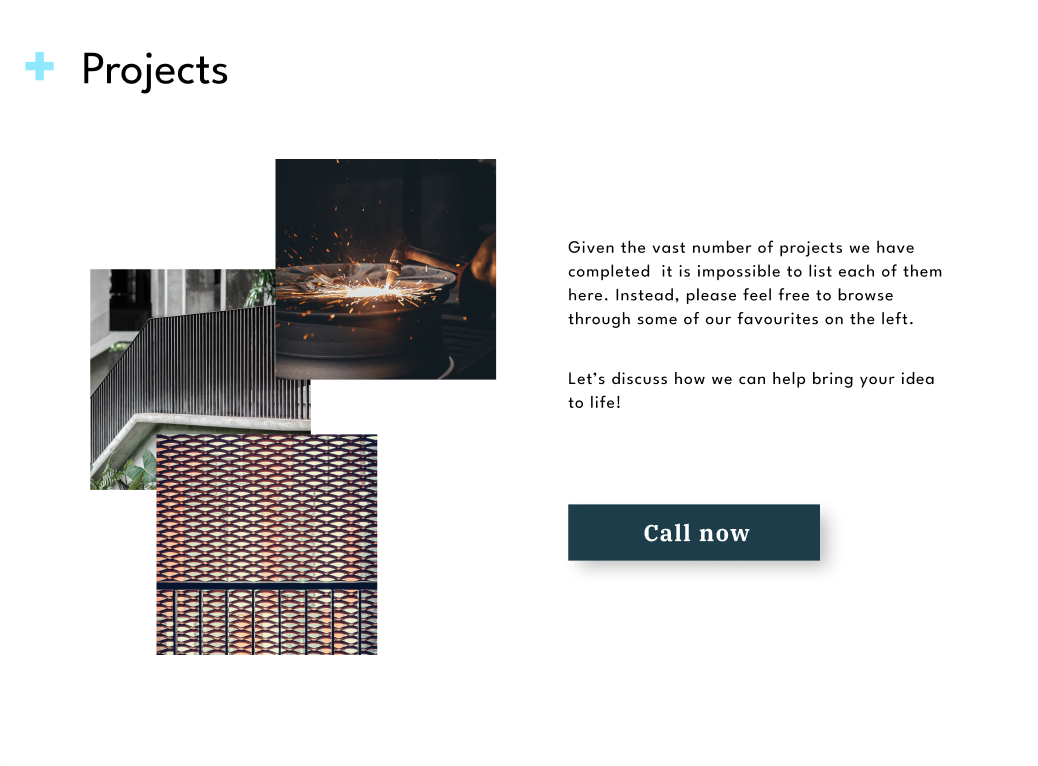 Projects
Given the vast number of projects we have
completed  it is impossible to list each of them
here. Instead, please feel free to browse
through some of our favourites on the left.
Let’s discuss how we can help bring your idea
to life!
Call now